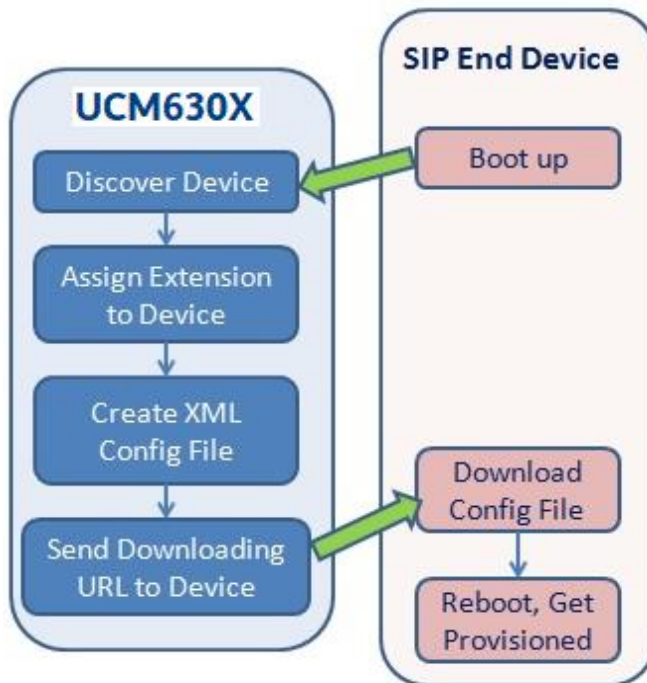 UCM630X
Discover Device
Assign Extension
to Device
Create XML
Config File
Send Downloading
URL to Device
SIP End Device
Boot up
Download
Config File
Reboot, Get
Provisioned